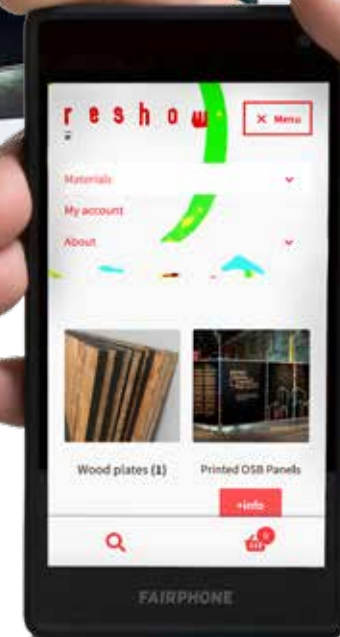 reshow
× Menu
Materials
My account
About
Wood plates (1)
Printed OSB Panels
+info
FAIRPHONE